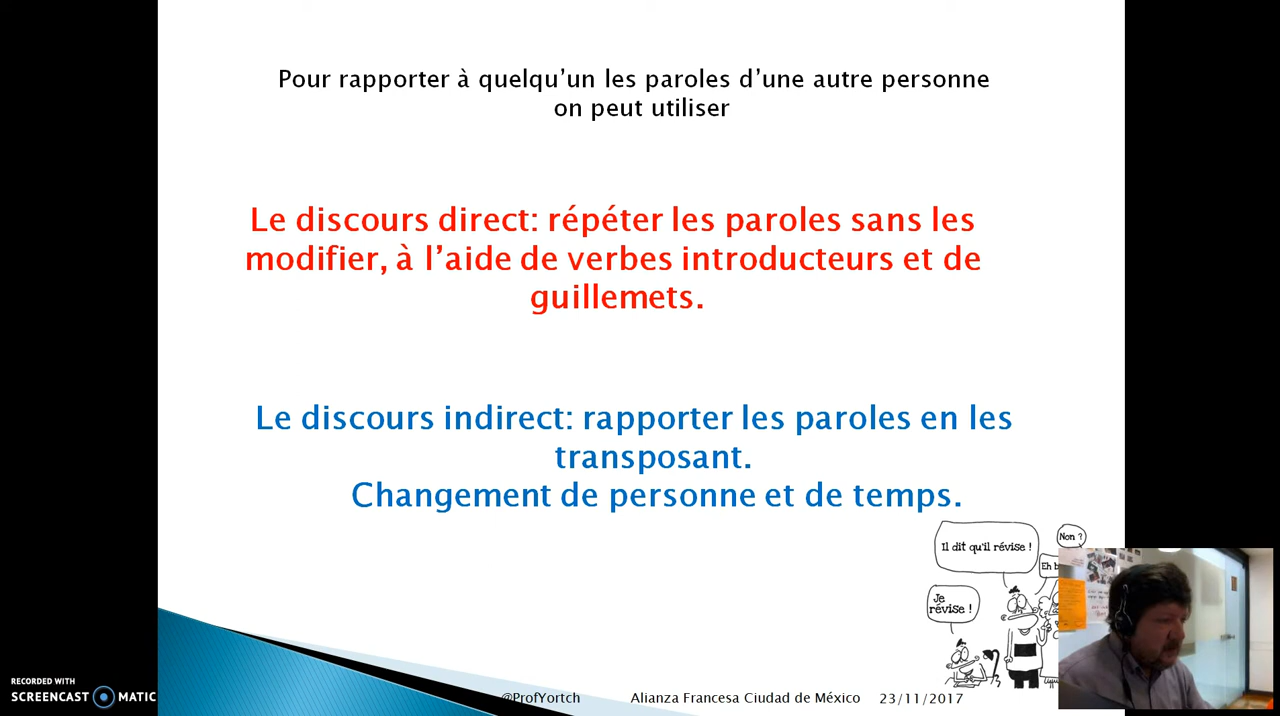 Pour rapporter à quelqu’un les paroles d’une autre personne
on peut utiliser
Le discours direct: répéter les paroles sans les
modifier, à l’aide de verbes introducteurs et de
guillemets.
Le discours indirect: rapporter les paroles en les
transposant.
Changement de personne et de temps.
Il dit qu'il révise !
Non ?
Eh
Je
révise !
RECORDED WITH
SCREENCAST MATIC
@ProfYortch
Alianza Francesa Ciudad de México
23/11/2017